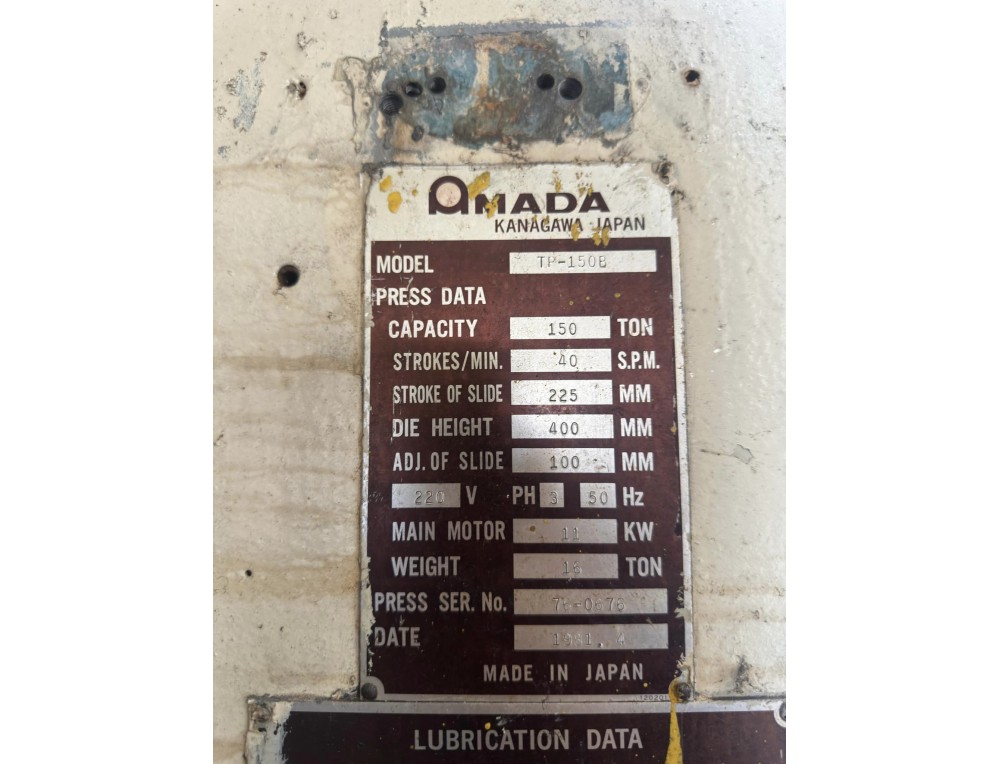 AMADA
KANAGAWA JAPAN
MODEL TP-150B
PRESS DATA
CAPACITY 150 TON
STROKES/MIN. 40 S.P.M.
STROKE OF SLIDE 225 MM
DIE HEIGHT 400 MM
ADJ. OF SLIDE 100 MM
220 V PH 3 50 Hz
MAIN MOTOR 11 KW
WEIGHT TON
PRESS SER. No.
DATE 1981. 4
MADE IN JAPAN
LUBRICATION DATA